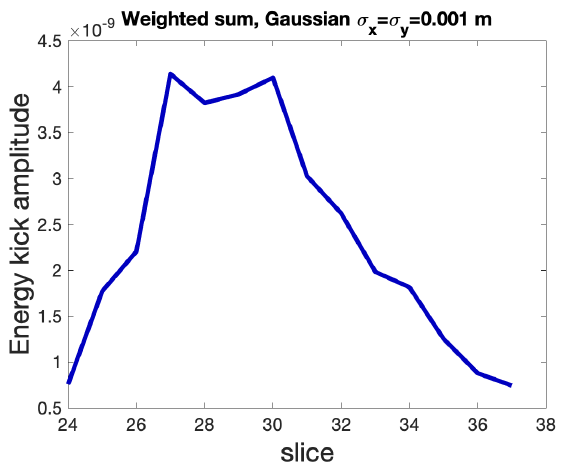 ×10⁻⁹ Weighted sum, Gaussian σₓ=σᵧ=0.001 m
4.5
4
3.5
3
2.5
2
1.5
1
0.5
Energy kick amplitude
24 26 28 30 32 34 36 38
slice